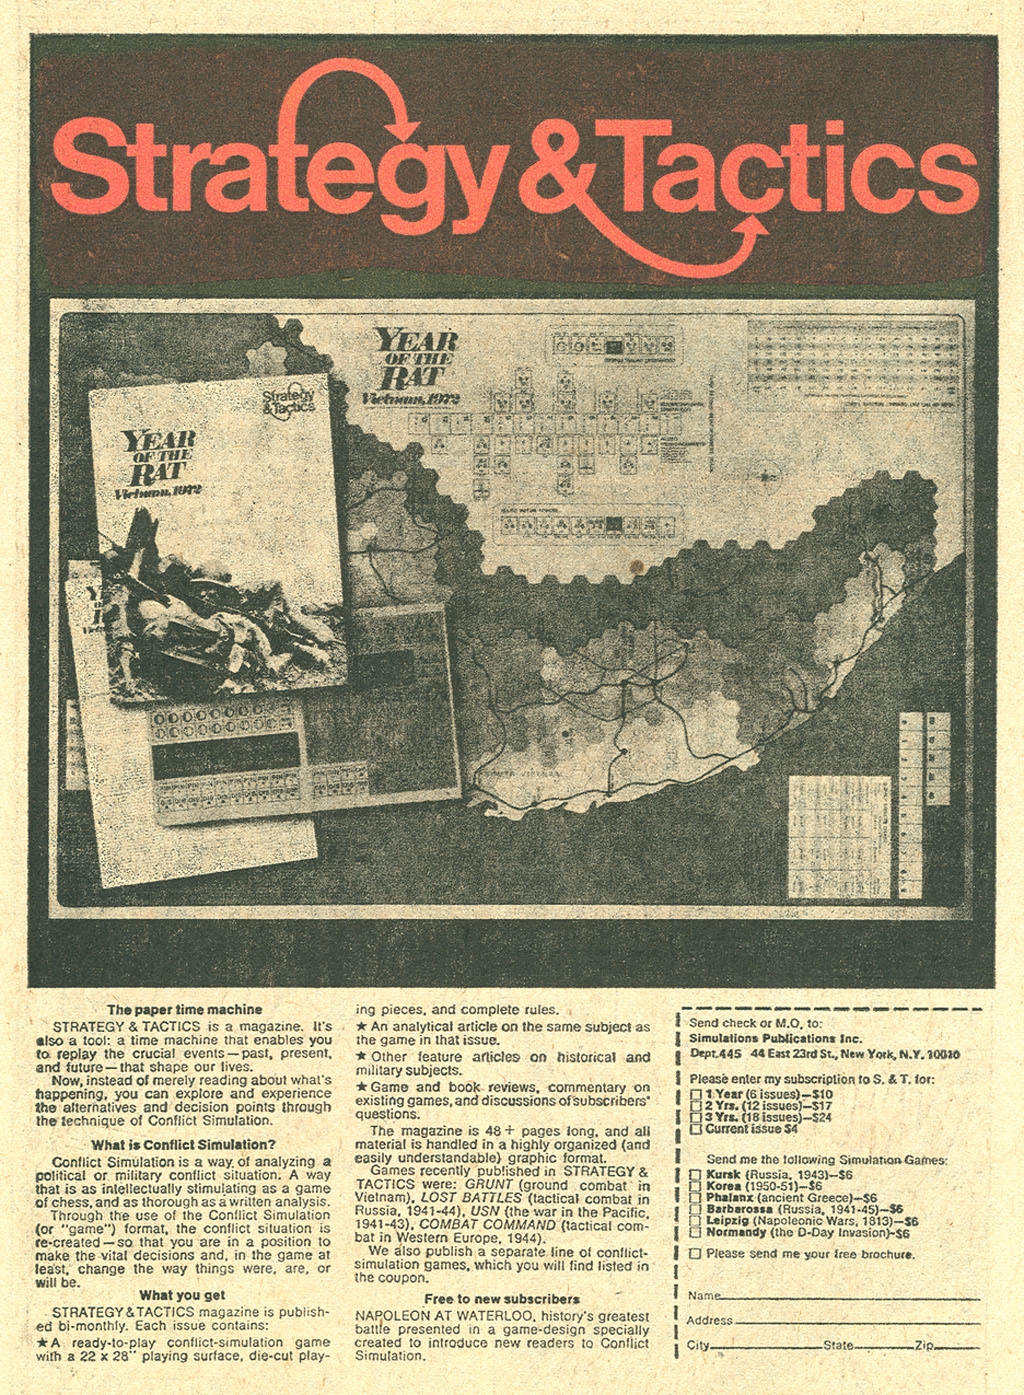 Strategy & Tactics
YEAR
OF THE
RAT
Vietnam, 1972
Strategy
& Tactics
YEAR
OF THE
RAT
Vietnam, 1972
The paper time machine
STRATEGY & TACTICS is a magazine. It's
also a tool: a time machine that enables you
to replay the crucial events—past, present,
and future—that shape our lives.
Now, instead of merely reading about what's
happening, you can explore and experience
the alternatives and decision points through
the technique of Conflict Simulation.
What is Conflict Simulation?
Conflict Simulation is a way of analyzing a
political or military conflict situation. A way
that is as intellectually stimulating as a game
of chess, and as thorough as a written analysis.
Through the use of the Conflict Simulation
(or "game") format, the conflict situation is
re-created—so that you are in a position to
make the vital decisions and, in the game at
least, change the way things were, are, or
will be.
What you get
STRATEGY & TACTICS magazine is publish-
ed bi-monthly. Each issue contains:
★ A ready-to-play conflict-simulation game
with a 22 x 28" playing surface, die-cut play-
ing pieces, and complete rules.
★ An analytical article on the same subject as
the game in that issue.
★ Other feature articles on historical and
military subjects.
★ Game and book reviews, commentary on
existing games, and discussions of subscribers'
questions.
The magazine is 48+ pages long, and all
material is handled in a highly organized (and
easily understandable) graphic format.
Games recently published in STRATEGY &
TACTICS were: GRUNT (ground combat in
Vietnam), LOST BATTLES (tactical combat in
Russia, 1941-44), USN (the war in the Pacific,
1941-43), COMBAT COMMAND (tactical com-
bat in Western Europe, 1944).
We also publish a separate line of conflict-
simulation games, which you will find listed in
the coupon.
Free to new subscribers
NAPOLEON AT WATERLOO, history's greatest
battle presented in a game-design specially
created to introduce new readers to Conflict
Simulation.
Send check or M.O. to:
Simulations Publications Inc.
Dept.445 44 East 23rd St., New York, N.Y. 10010
Please enter my subscription to S. & T. for:
1 Year (6 issues)—$10
2 Yrs. (12 issues)—$17
3 Yrs. (18 issues)—$24
Current issue $4
Send me the following Simulation Games:
Kursk (Russia, 1943)—$6
Korea (1950-51)—$6
Phalanx (ancient Greece)—$6
Barbarossa (Russia, 1941-45)—$6
Leipzig (Napoleonic Wars, 1813)—$6
Normandy (the D-Day Invasion)-$6
Please send me your free brochure.
Name
Address
City State Zip